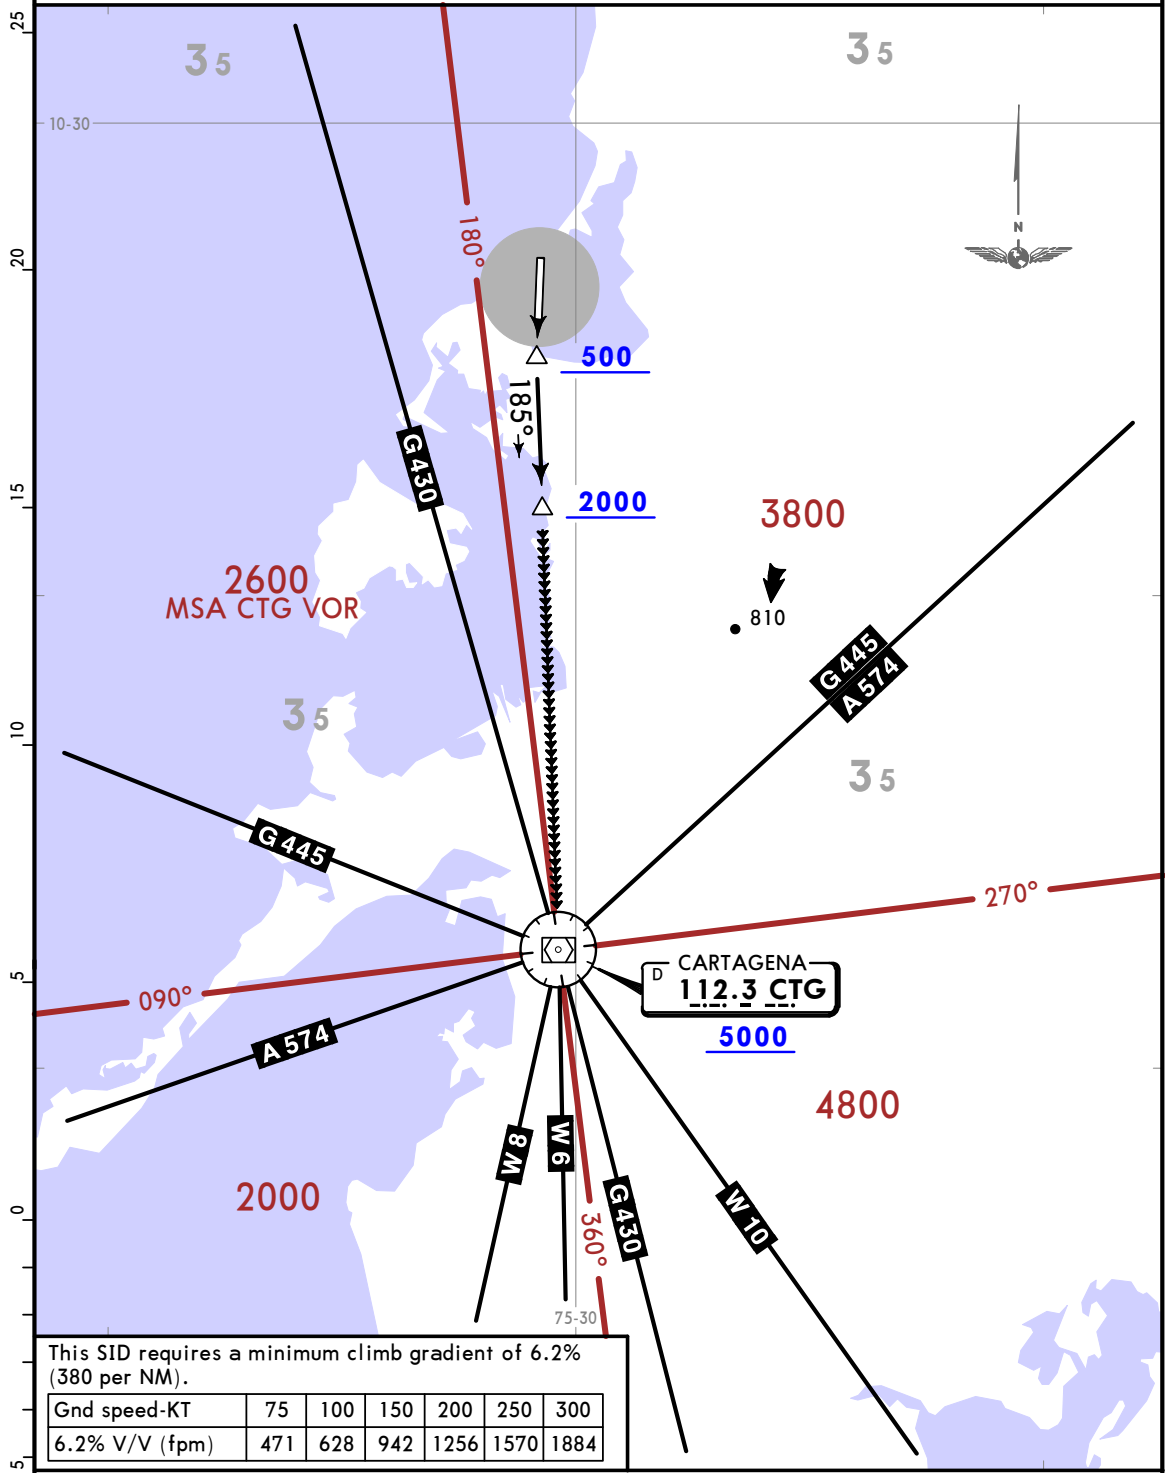 25
3 5
3 5
10-30
N
180°
20
500
185°
G 430
15
2000
3800
2600
MSA CTG VOR
810
G 445
A 574
3 5
10
3 5
G 445
270°
5
CARTAGENA
D
112.3 CTG
090°
5000
A 574
4800
W 8
W 6
2000
G 430
W 10
0
360°
75-30
This SID requires a minimum climb gradient of 6.2%
(380 per NM).
Gnd speed-KT 75 100 150 200 250 300
6.2% V/V (fpm) 471 628 942 1256 1570 1884
5